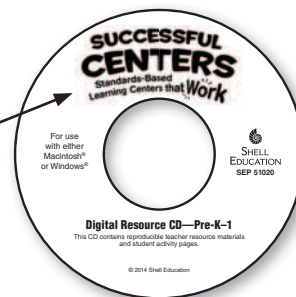 SUCCESSFUL
CENTERS
Standards-Based
Learning Centers that Work
For use
with either
Macintosh®
or Windows®
SHELL
EDUCATION
SEP 51020
Digital Resource CD—Pre-K–1
This CD contains reproducible teacher resource materials
and student activity pages.
© 2014 Shell Education